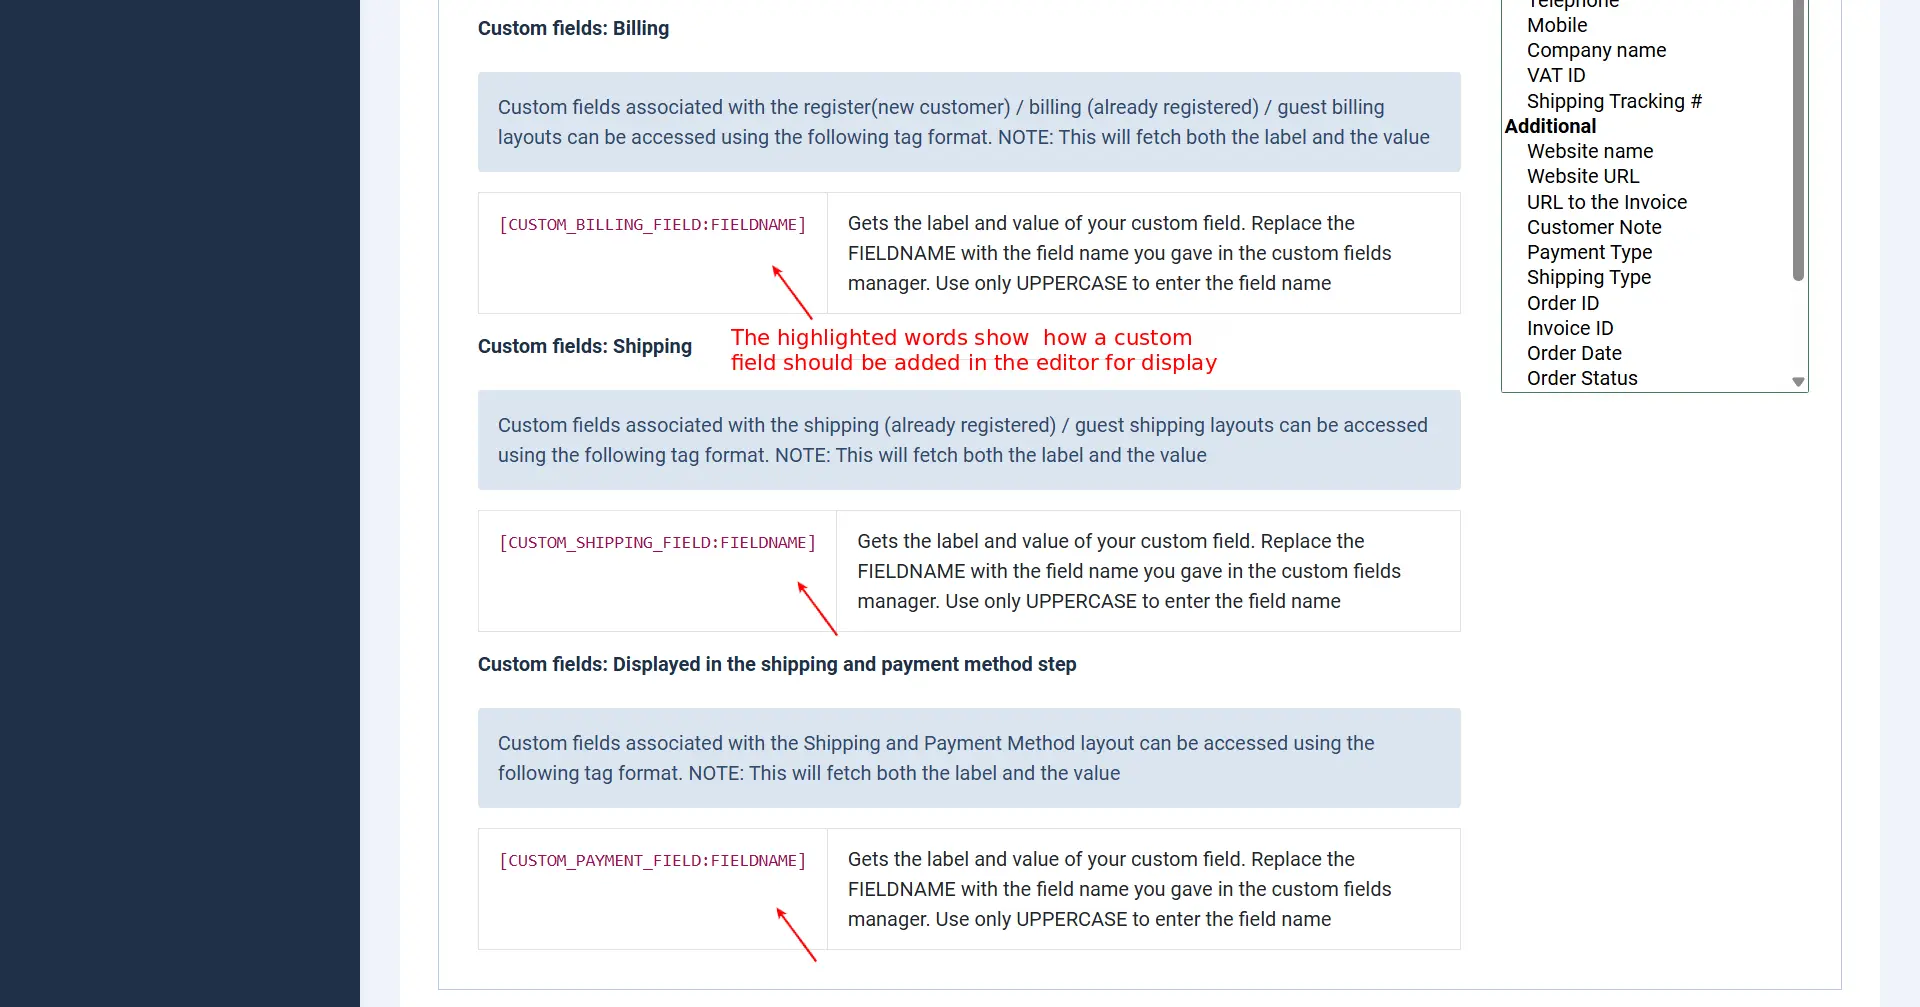 Custom fields: Billing
Custom fields associated with the register(new customer) / billing (already registered) / guest billing
layouts can be accessed using the following tag format. NOTE: This will fetch both the label and the value
[CUSTOM_BILLING_FIELD:FIELDNAME]
Gets the label and value of your custom field. Replace the
FIELDNAME with the field name you gave in the custom fields
manager. Use only UPPERCASE to enter the field name
The highlighted words show  how a custom
field should be added in the editor for display
Custom fields: Shipping
Custom fields associated with the shipping (already registered) / guest shipping layouts can be accessed
using the following tag format. NOTE: This will fetch both the label and the value
[CUSTOM_SHIPPING_FIELD:FIELDNAME]
Gets the label and value of your custom field. Replace the
FIELDNAME with the field name you gave in the custom fields
manager. Use only UPPERCASE to enter the field name
Custom fields: Displayed in the shipping and payment method step
Custom fields associated with the Shipping and Payment Method layout can be accessed using the
following tag format. NOTE: This will fetch both the label and the value
[CUSTOM_PAYMENT_FIELD:FIELDNAME]
Gets the label and value of your custom field. Replace the
FIELDNAME with the field name you gave in the custom fields
manager. Use only UPPERCASE to enter the field name
Telephone
Mobile
Company name
VAT ID
Shipping Tracking #
Additional
Website name
Website URL
URL to the Invoice
Customer Note
Payment Type
Shipping Type
Order ID
Invoice ID
Order Date
Order Status